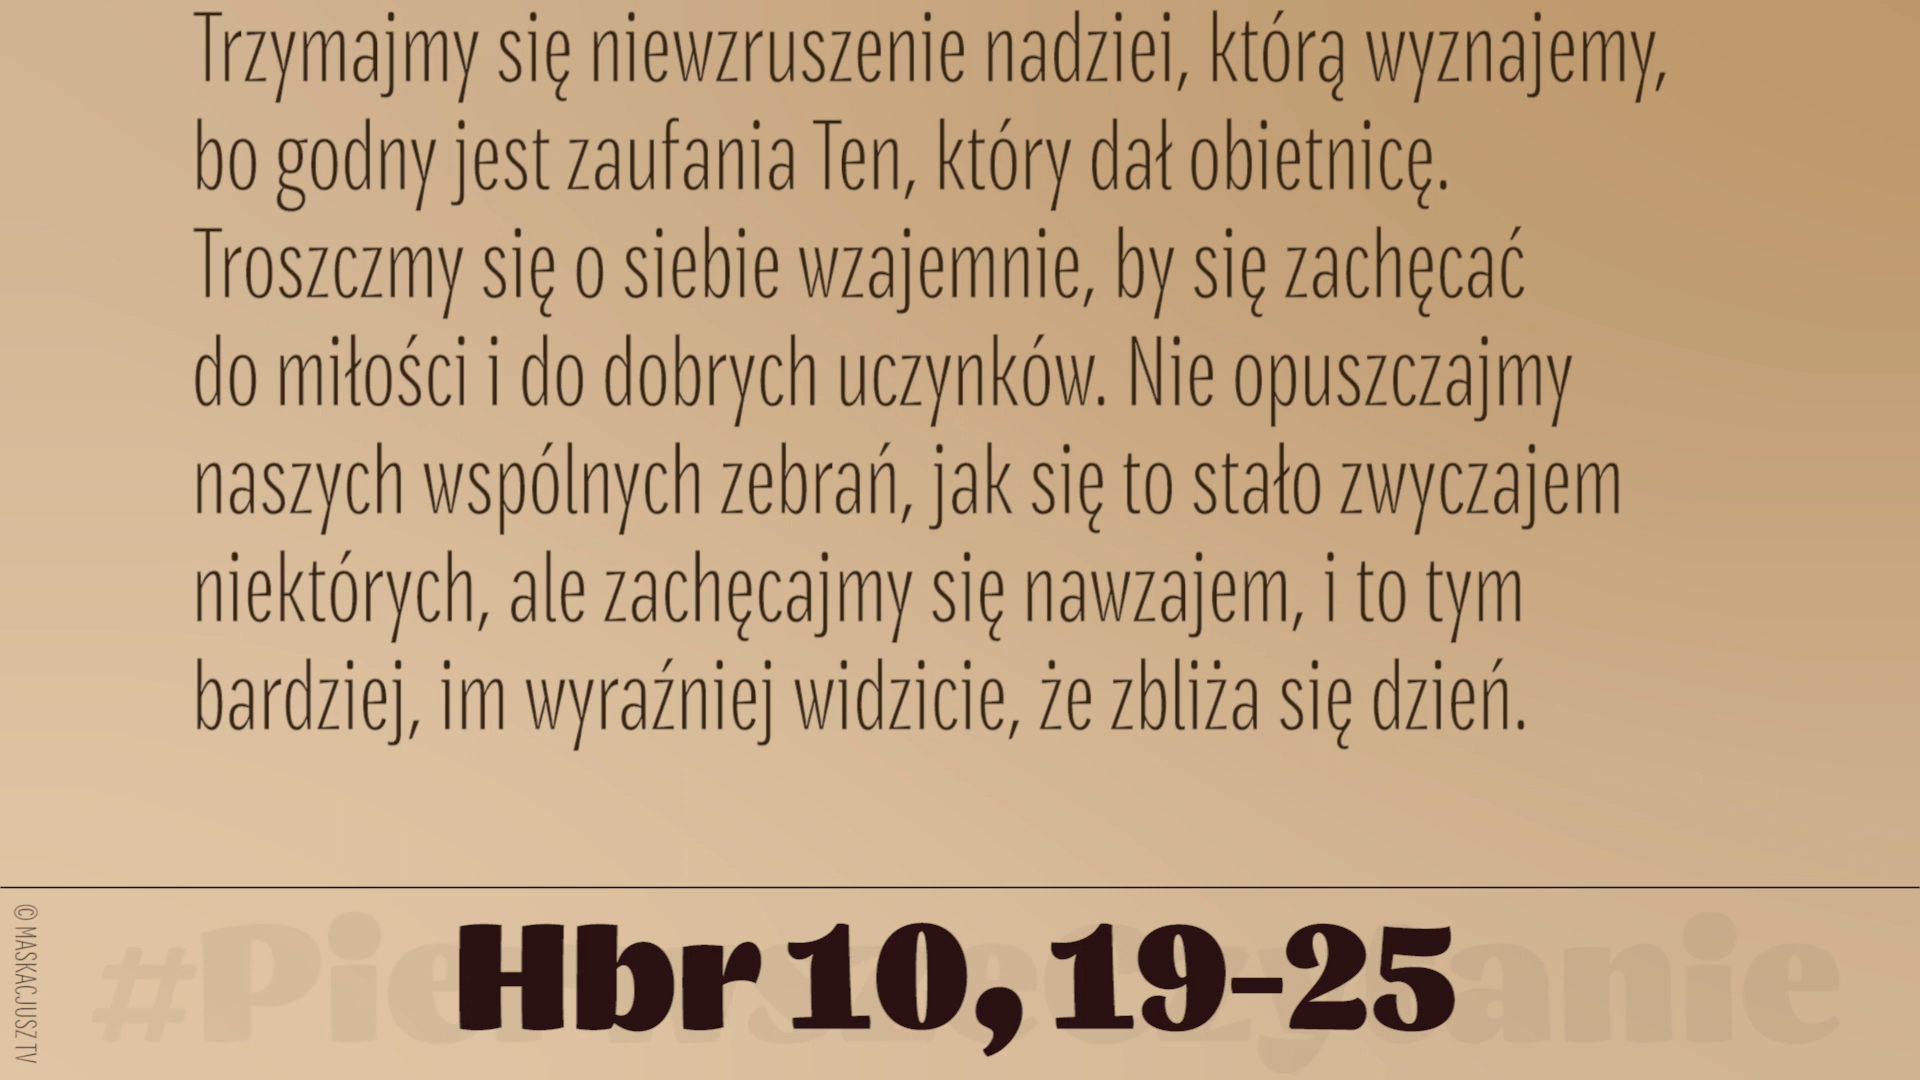 Trzymajmy się niewzruszenie nadziei, którą wyznajemy,
bo godny jest zaufania Ten, który dał obietnicę.
Troszczmy się o siebie wzajemnie, by się zachęcać
do miłości i do dobrych uczynków. Nie opuszczajmy
naszych wspólnych zebrań, jak się to stało zwyczajem
niektórych, ale zachęcajmy się nawzajem, i to tym
bardziej, im wyraźniej widzicie, że zbliża się dzień.
#PierwszeCzytanie
Hbr 10, 19-25
© MASKACJUSZ TV